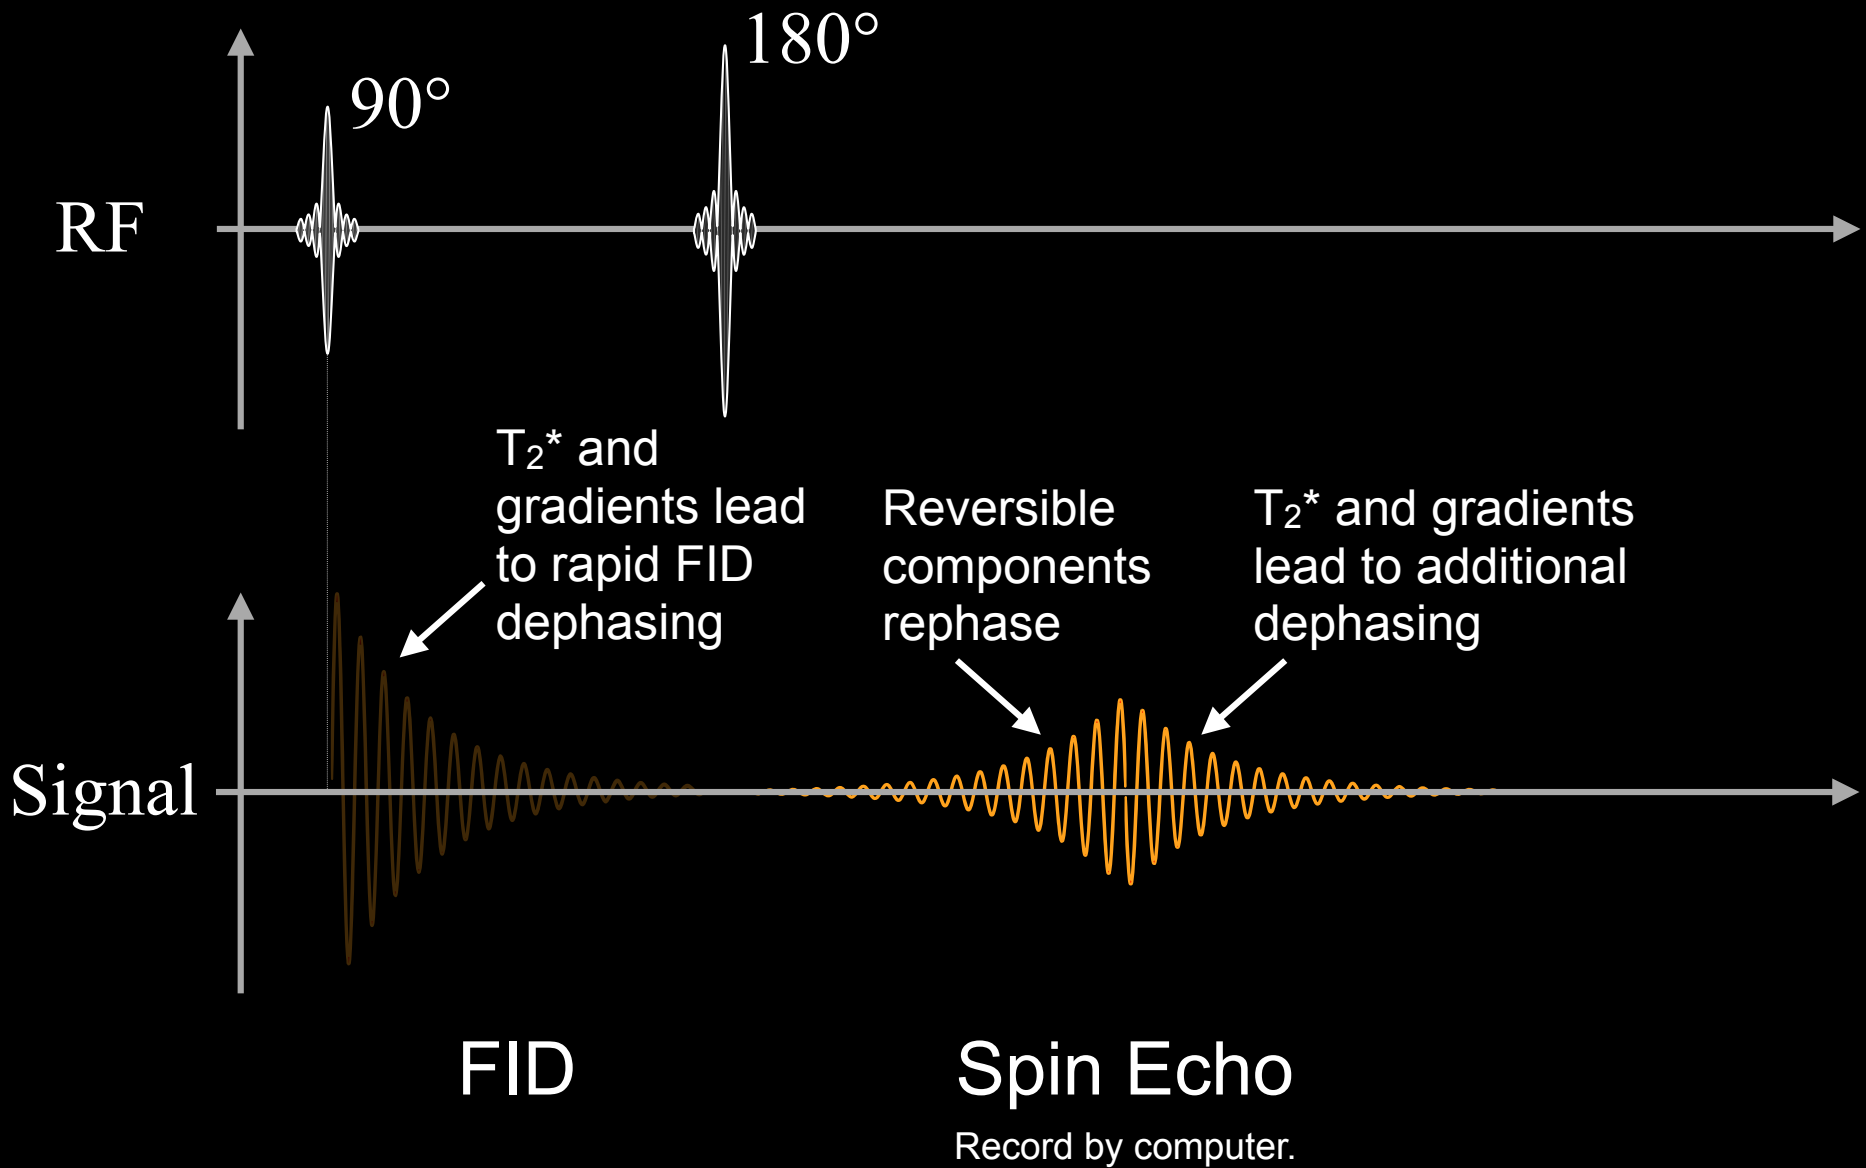 90°
180°
RF
T₂* and
gradients lead
to rapid FID
dephasing
Reversible
components
rephase
T₂* and gradients
lead to additional
dephasing
Signal
FID
Spin Echo
Record by computer.